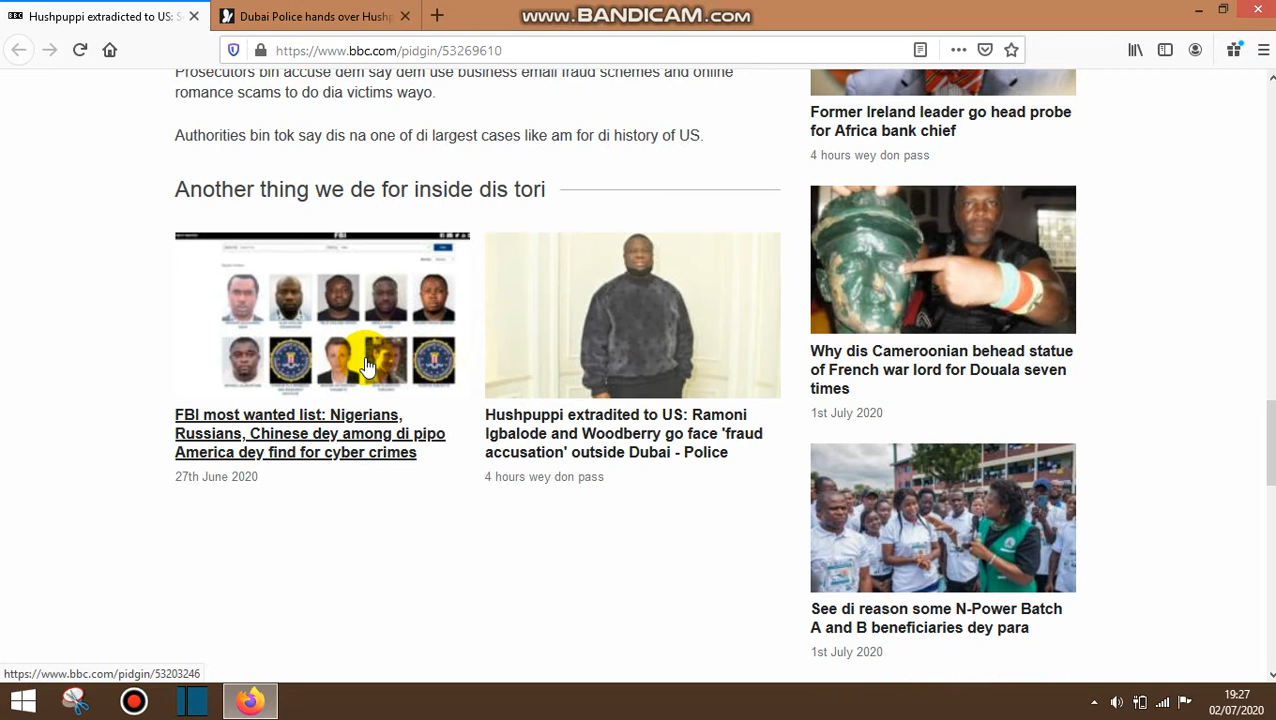 Hushpuppi extradicted to US: S
Dubai Police hands over Hushp
www.BANDICAM.com
https://www.bbc.com/pidgin/53269610
Prosecutors bin accuse dem say dem use business email fraud schemes and online
romance scams to do dia victims wayo.
Authorities bin tok say dis na one of di largest cases like am for di history of US.
Another thing we de for inside dis tori
FBI
FBI most wanted list: Nigerians,
Russians, Chinese dey among di pipo
America dey find for cyber crimes
27th June 2020
Hushpuppi extradited to US: Ramoni
Igbalode and Woodberry go face 'fraud
accusation' outside Dubai - Police
4 hours wey don pass
Former Ireland leader go head probe
for Africa bank chief
4 hours wey don pass
Why dis Cameroonian behead statue
of French war lord for Douala seven
times
1st July 2020
See di reason some N-Power Batch
A and B beneficiaries dey para
1st July 2020
https://www.bbc.com/pidgin/53203246
19:27
02/07/2020